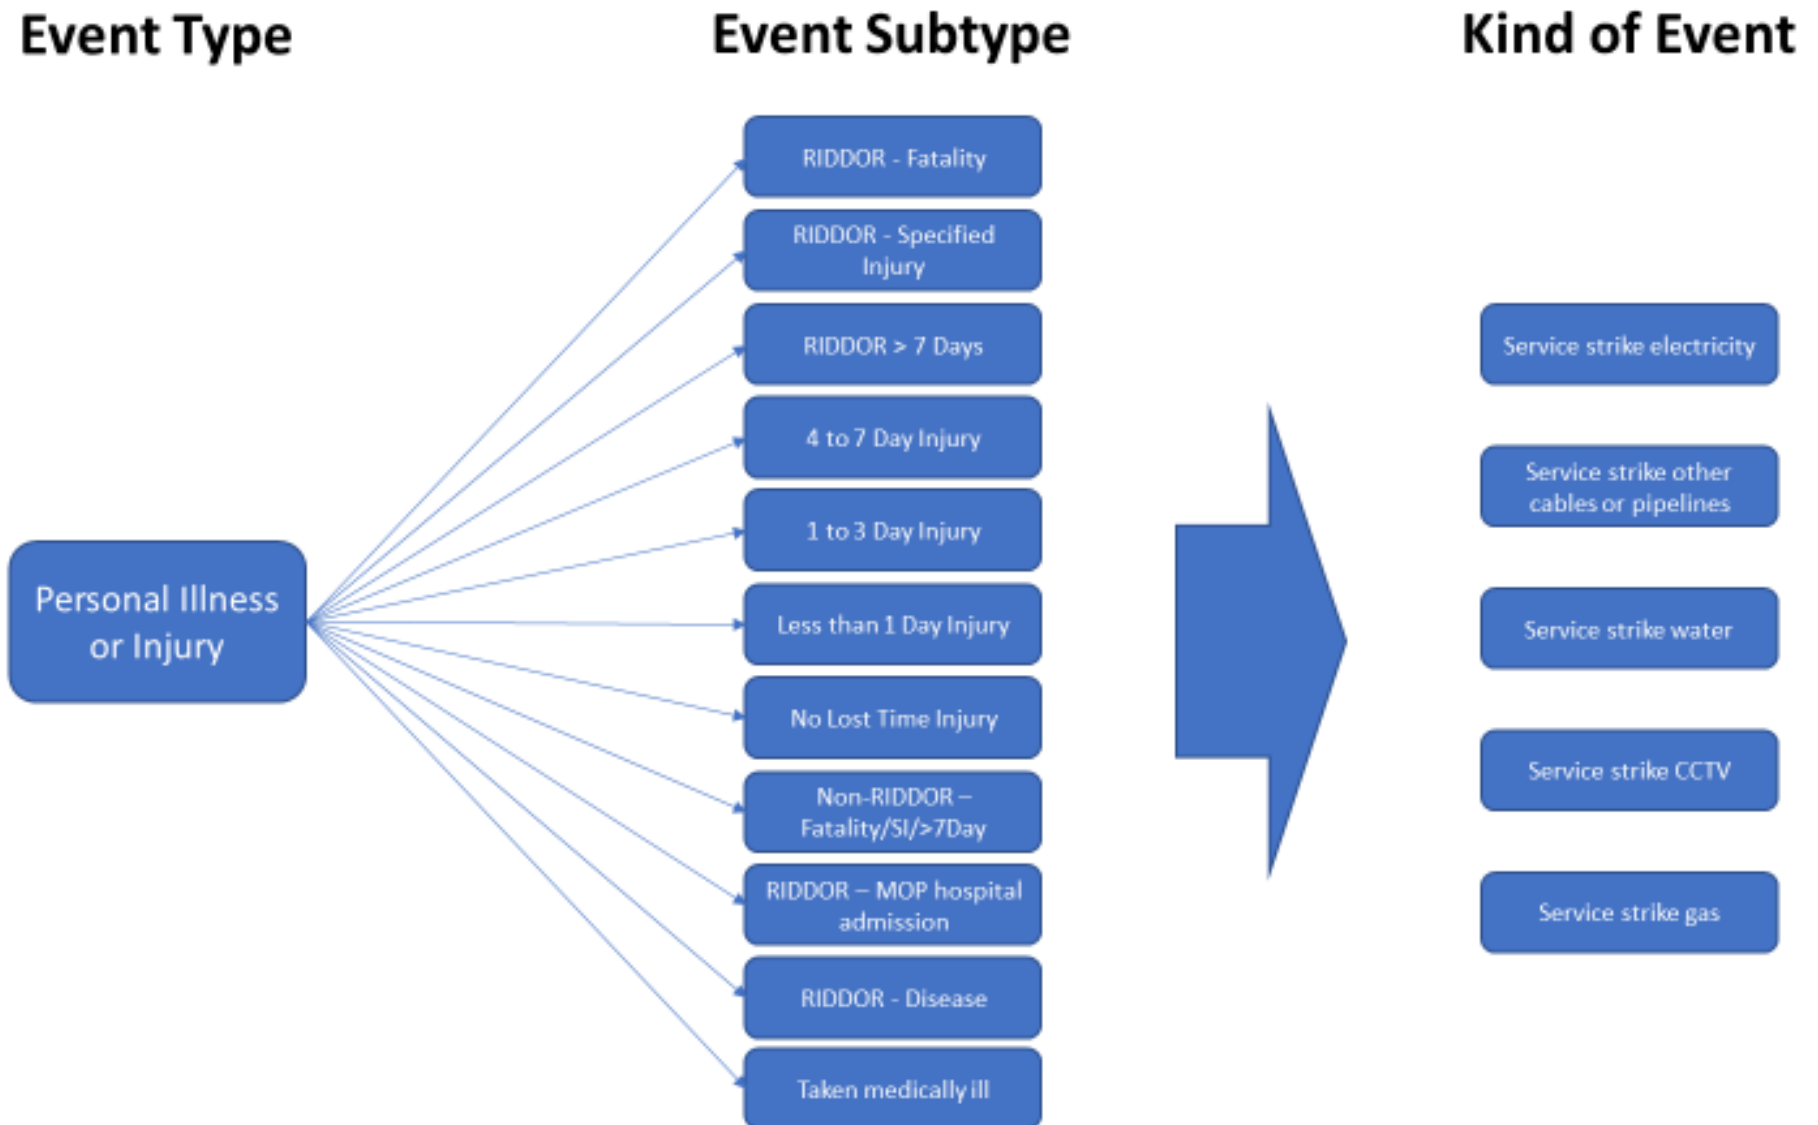 Event Type
Event Subtype
Kind of Event
Personal Illness
or Injury
RIDDOR - Fatality
RIDDOR - Specified
Injury
RIDDOR > 7 Days
4 to 7 Day Injury
1 to 3 Day Injury
Less than 1 Day Injury
No Lost Time Injury
Non-RIDDOR –
Fatality/SI/>7Day
RIDDOR – MOP hospital
admission
RIDDOR - Disease
Taken medically ill
Service strike electricity
Service strike other
cables or pipelines
Service strike water
Service strike CCTV
Service strike gas